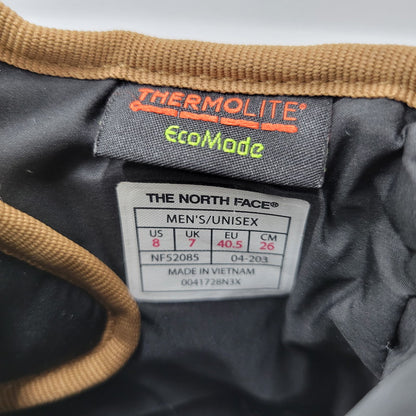 THERMOLITE®
EcoMade
THE NORTH FACE®
MEN'S/UNISEX
US UK EU CM
8 7 40.5 26
NF52085 04-203
MADE IN VIETNAM
0041728N3X